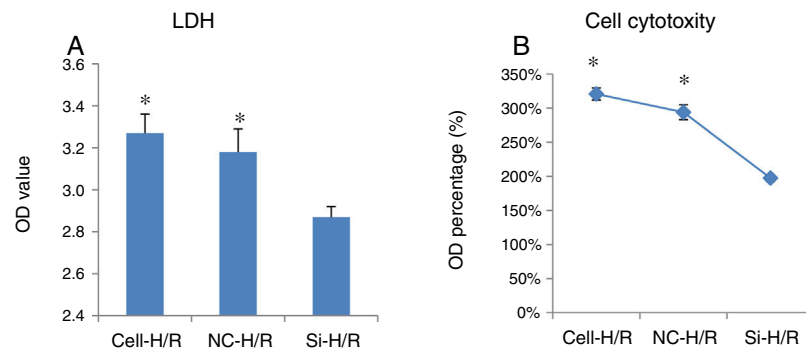 LDH
A
OD value
3.6
3.4
3.2
3.0
2.8
2.6
2.4
*
*
Cell-H/R NC-H/R Si-H/R
Cell cytotoxity
B
OD percentage (%)
350%
300%
250%
200%
150%
100%
50%
0%
*
*
Cell-H/R NC-H/R Si-H/R